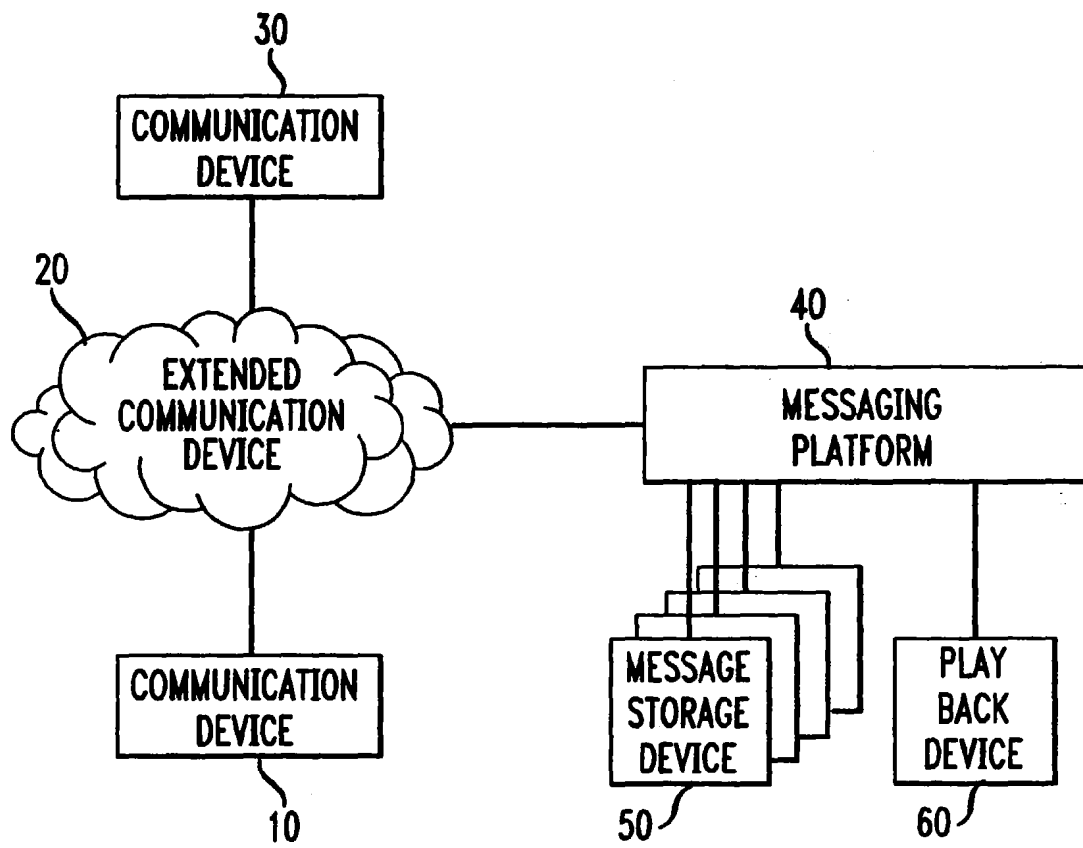 30
COMMUNICATION
DEVICE
20
EXTENDED
COMMUNICATION
DEVICE
40
MESSAGING
PLATFORM
COMMUNICATION
DEVICE
10
MESSAGE
STORAGE
DEVICE
50
PLAY
BACK
DEVICE
60